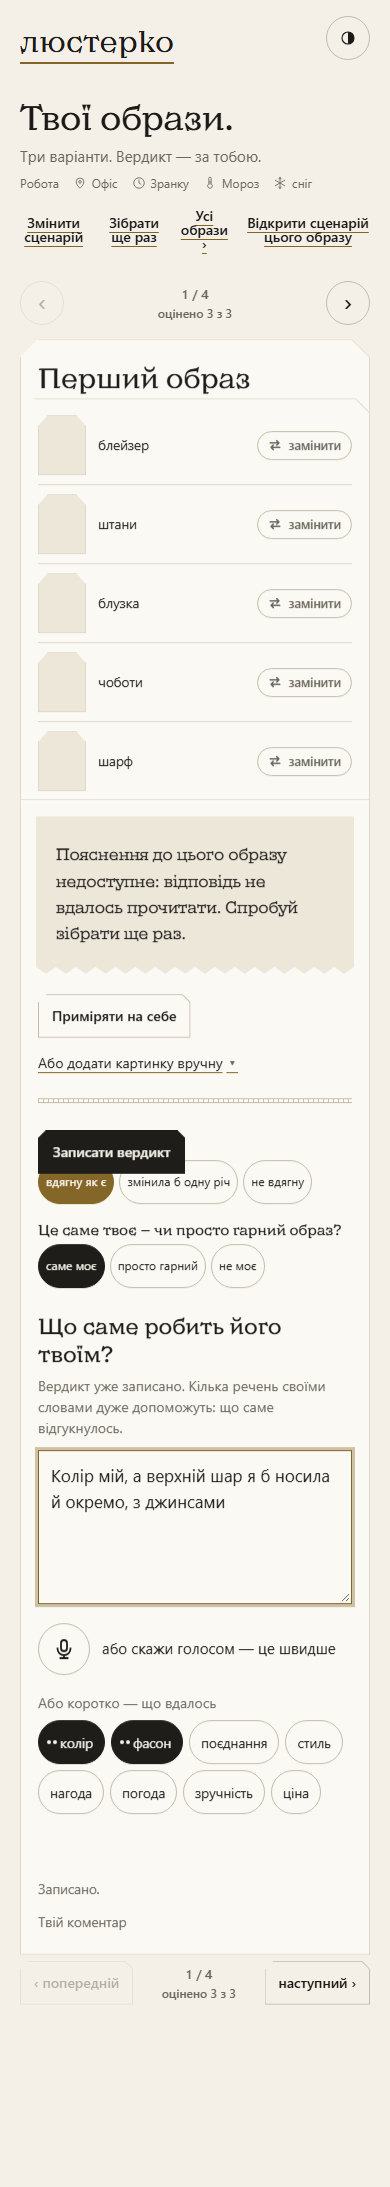 люстерко
Твої образи.
Три варіанти. Вердикт — за тобою.
Робота Офіс Зранку Мороз сніг
Змінити сценарій
Зібрати ще раз
Усі образи ›
Відкрити сценарій цього образу
‹ 1 / 4 ›
оцінено 3 з 3
Перший образ
блейзер замінити
штани замінити
блузка замінити
чоботи замінити
шарф замінити
Пояснення до цього образу
недоступне: відповідь не
вдалось прочитати. Спробуй
зібрати ще раз.
Приміряти на себе
Або додати картинку вручну
Записати вердикт
вдягну як є змінила б одну річ не вдягну
Це саме твоє — чи просто гарний образ?
саме моє просто гарний не моє
Що саме робить його
твоїм?
Вердикт уже записано. Кілька речень своїми
словами дуже допоможуть: що саме
відгукнулось.
Колір мій, а верхній шар я б носила
й окремо, з джинсами
або скажи голосом — це швидше
Або коротко — що вдалось
колір фасон поєднання стиль
нагода погода зручність ціна
Записано.
Твій коментар
‹ попередній 1 / 4 наступний ›
оцінено 3 з 3